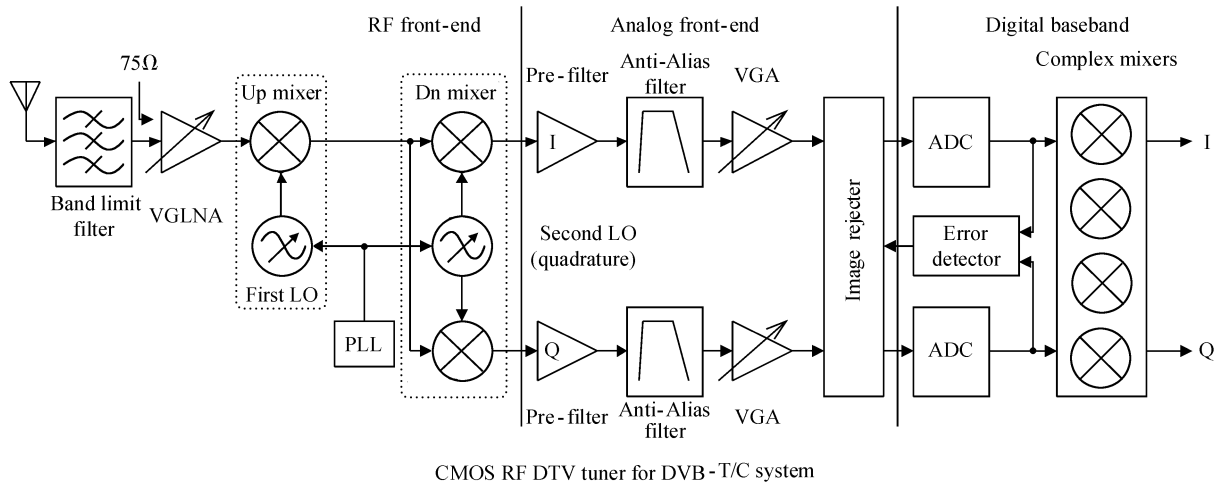 RF front-end
Analog front-end
Digital baseband
75Ω
Up mixer
Dn mixer
Pre-filter
Anti-Alias
filter
VGA
Complex mixers
I
ADC
I
Band limit
filter
VGLNA
First LO
Second LO
(quadrature)
Image rejecter
Error
detector
PLL
Q
ADC
Q
Pre-filter
Anti-Alias
filter
VGA
CMOS RF DTV tuner for DVB-T/C system